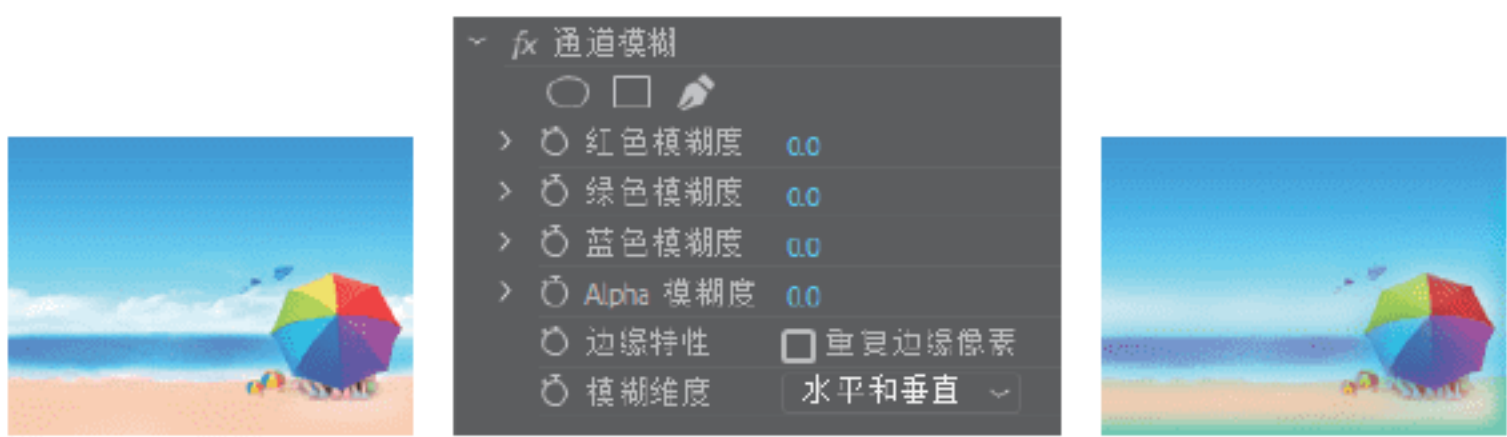 fx 通道模糊
红色模糊度 0.0
绿色模糊度 0.0
蓝色模糊度 0.0
Alpha 模糊度 0.0
边缘特性 重复边缘像素
模糊维度 水平和垂直